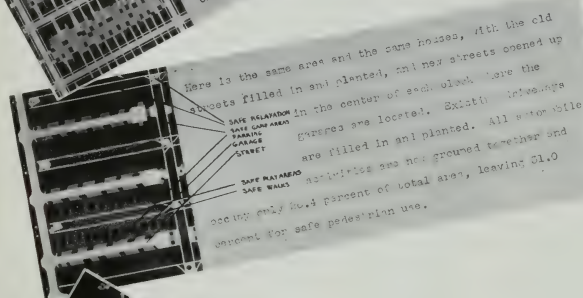 Here is the same area and the same houses, with the old
streets filled in and planted, and new streets opened up
in the center of each block where the
garages are located. Existing driveways
are filled in and planted. All automobile
activities are now grouped together and
occupy only percent of total area, leaving
percent for safe pedestrian use.
SAFE RELAXATION
SAFE CHAT AREAS
PARKING
GARAGE
STREET
SAFE PLAY AREAS
SAFE WALKS